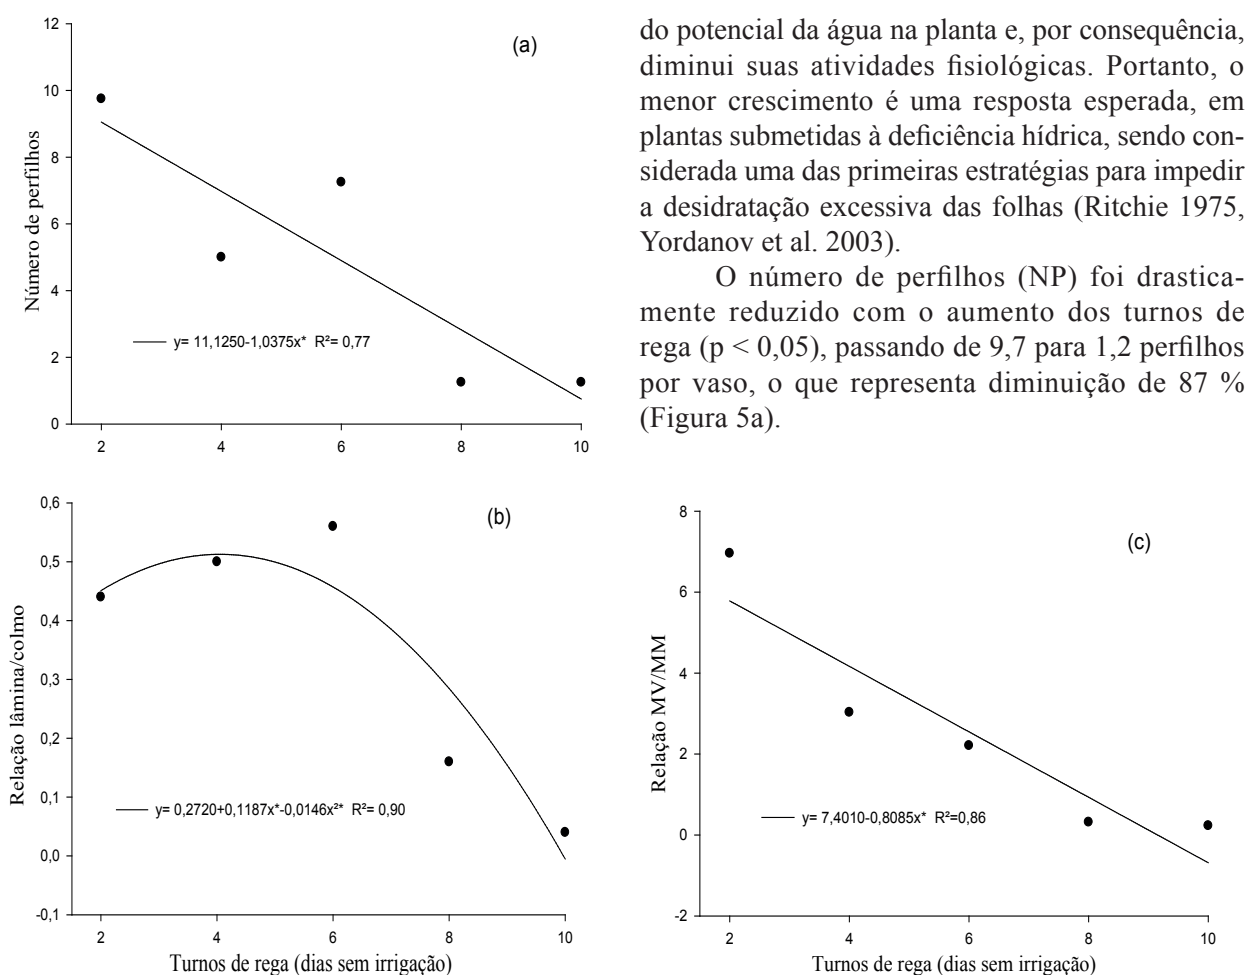 12
10
8
6
4
2
0
Número de perfilhos
(a)
y= 11,1250-1,0375x* R²= 0,77
2 4 6 8 10
do potencial da água na planta e, por consequência,
diminui suas atividades fisiológicas. Portanto, o
menor crescimento é uma resposta esperada, em
plantas submetidas à deficiência hídrica, sendo con-
siderada uma das primeiras estratégias para impedir
a desidratação excessiva das folhas (Ritchie 1975,
Yordanov et al. 2003).
O número de perfilhos (NP) foi drastica-
mente reduzido com o aumento dos turnos de
rega (p < 0,05), passando de 9,7 para 1,2 perfilhos
por vaso, o que representa diminuição de 87 %
(Figura 5a).
0,6
0,5
0,4
0,3
0,2
0,1
0,0
-0,1
Relação lâmina/colmo
(b)
y= 0,2720+0,1187x*-0,0146x²* R²= 0,90
2 4 6 8 10
Turnos de rega (dias sem irrigação)
8
6
4
2
0
-2
Relação MV/MM
(c)
y= 7,4010-0,8085x* R²=0,86
2 4 6 8 10
Turnos de rega (dias sem irrigação)